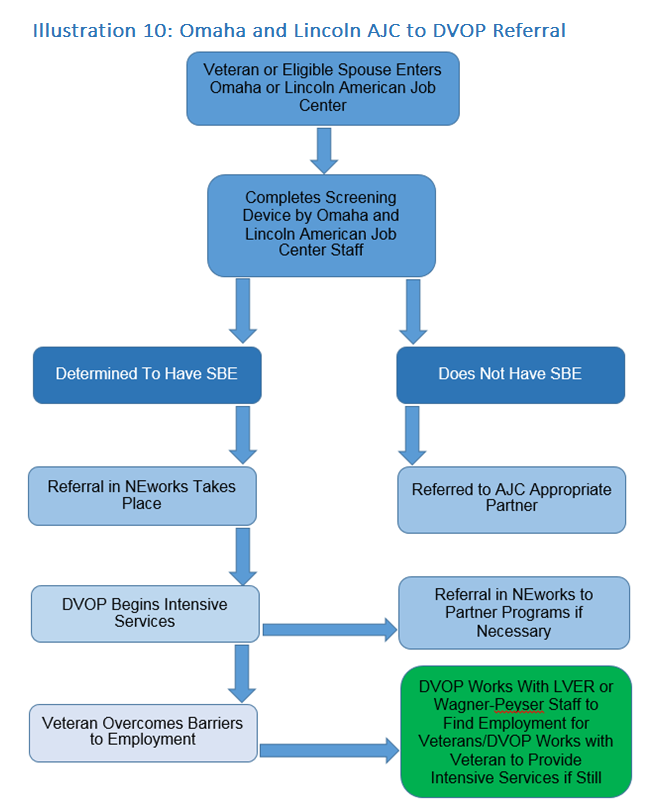 Illustration 10: Omaha and Lincoln AJC to DVOP Referral
Veteran or Eligible Spouse Enters
Omaha or Lincoln American Job
Center
Completes Screening
Device by Omaha and
Lincoln American Job
Center Staff
Determined To Have SBE
Does Not Have SBE
Referral in NEworks Takes
Place
Referred to AJC Appropriate
Partner
DVOP Begins Intensive
Services
Referral in NEworks to
Partner Programs if
Necessary
Veteran Overcomes Barriers
to Employment
DVOP Works With LVER or
Wagner-Peyser Staff to
Find Employment for
Veterans/DVOP Works with
Veteran to Provide
Intensive Services if Still